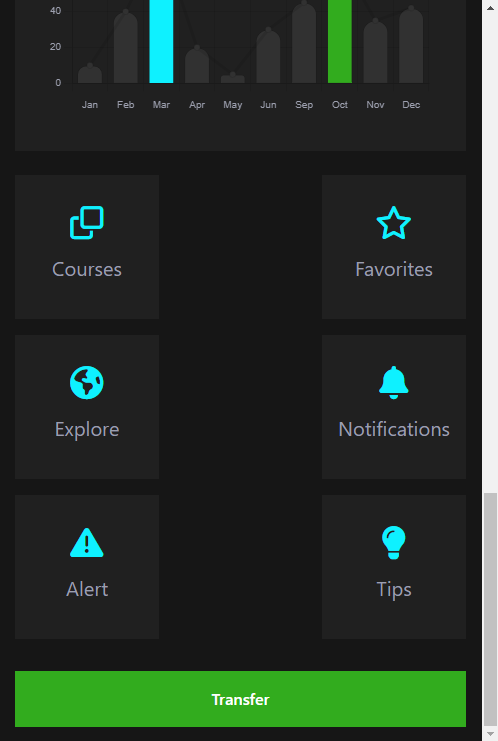 40
20
0
Jan Feb Mar Apr May Jun Sep Oct Nov Dec
Courses Favorites
Explore Notifications
Alert Tips
Transfer